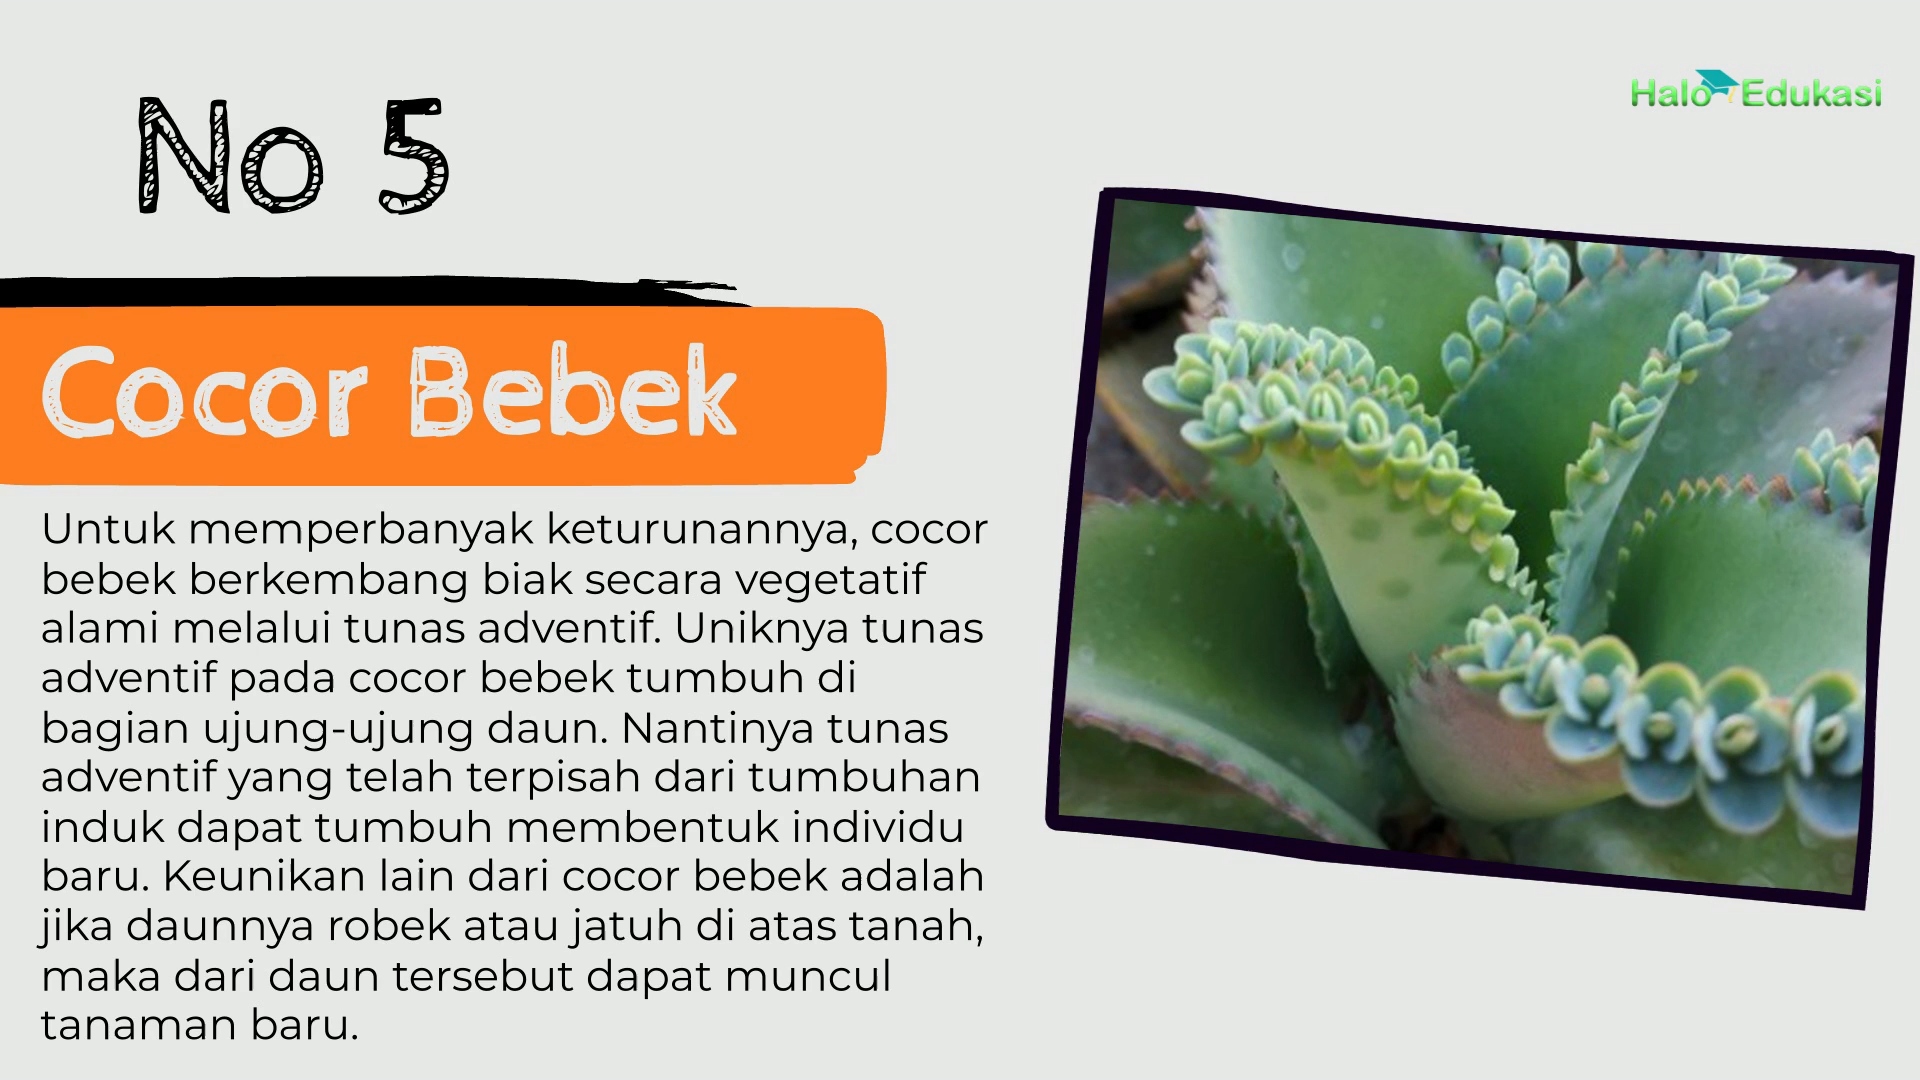 No 5
Halo Edukasi
Cocor Bebek
Untuk memperbanyak keturunannya, cocor
bebek berkembang biak secara vegetatif
alami melalui tunas adventif. Uniknya tunas
adventif pada cocor bebek tumbuh di
bagian ujung-ujung daun. Nantinya tunas
adventif yang telah terpisah dari tumbuhan
induk dapat tumbuh membentuk individu
baru. Keunikan lain dari cocor bebek adalah
jika daunnya robek atau jatuh di atas tanah,
maka dari daun tersebut dapat muncul
tanaman baru.